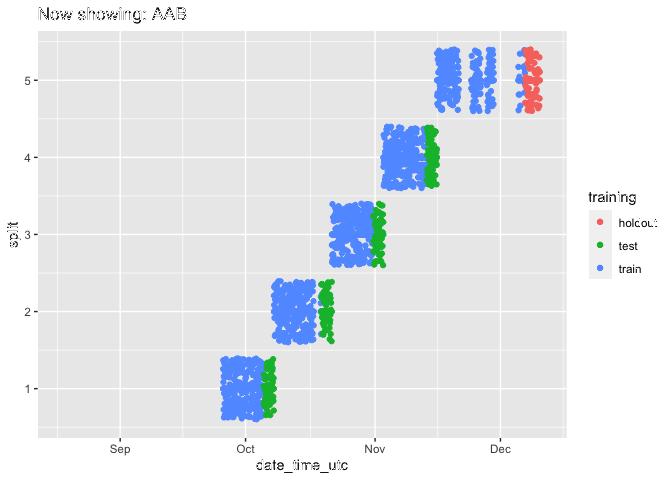 Now showing: AAB
5
4
3
2
1
split
Sep Oct Nov Dec
date_time_utc
training
holdout
test
train